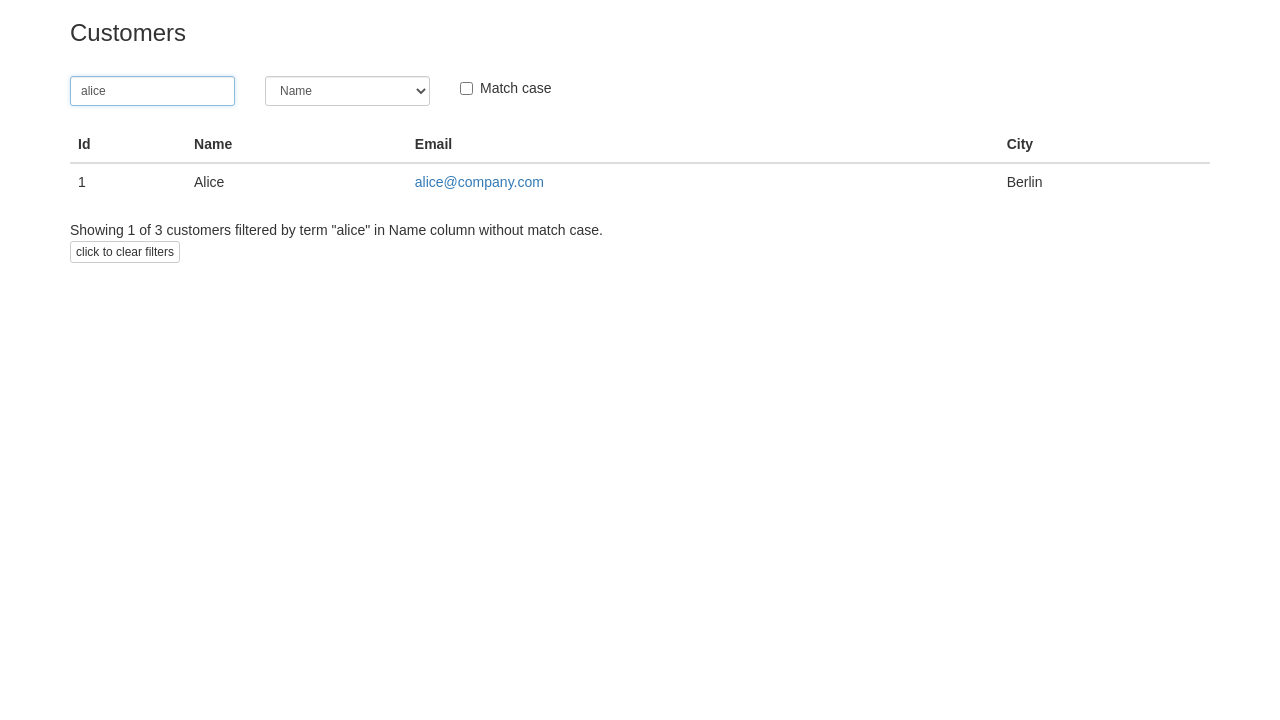 Customers
alice
Name
Match case
Id Name Email City
1 Alice alice@company.com Berlin
Showing 1 of 3 customers filtered by term "alice" in Name column without match case.
click to clear filters